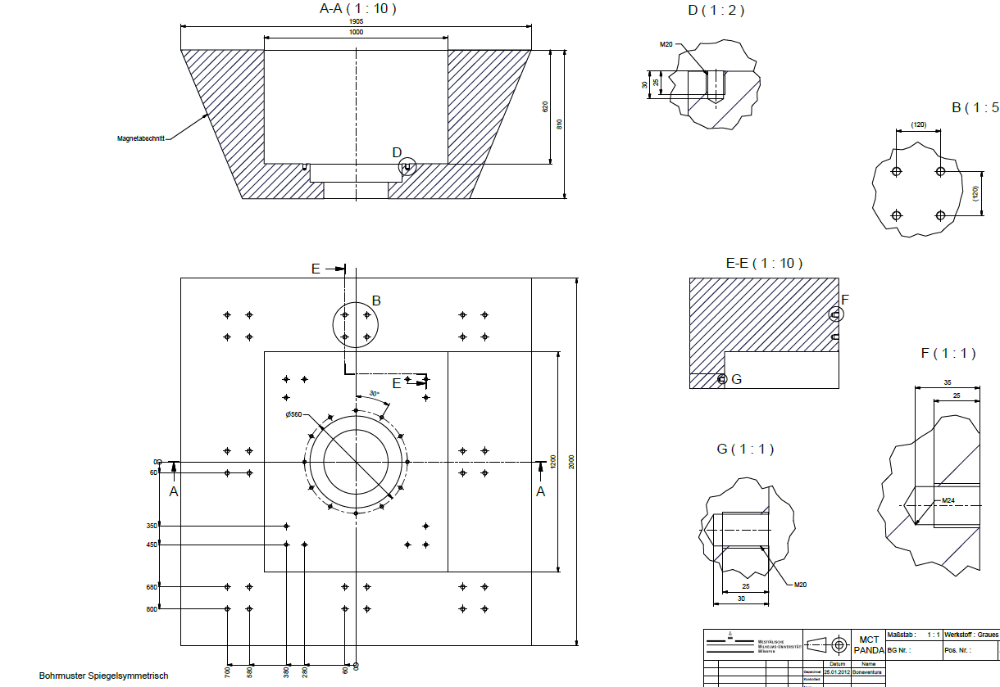 A-A ( 1 : 10 )
1905
1000
620
810
Magnetabschnitt
D
D ( 1 : 2 )
M20
30
25
B ( 1 : 5
(120)
(120)
E
B
E
30°
Ø560
1200
2000
A
A
0
60
350
450
680
800
700
580
380
280
60
0
Bohrmuster Spiegelsymmetrisch
E-E ( 1 : 10 )
F
G
F ( 1 : 1 )
35
25
M24
G ( 1 : 1 )
M20
25
30
WESTFÄLISCHE
WILHELMS-UNIVERSITÄT
MÜNSTER
MCT
PANDA
Maßstab : 1 : 1
Werkstoff : Graues
BG Nr. :
Pos. Nr. :
Datum Name
Gezeichnet 25.01.2012 Bonaventura
Kontrolliert